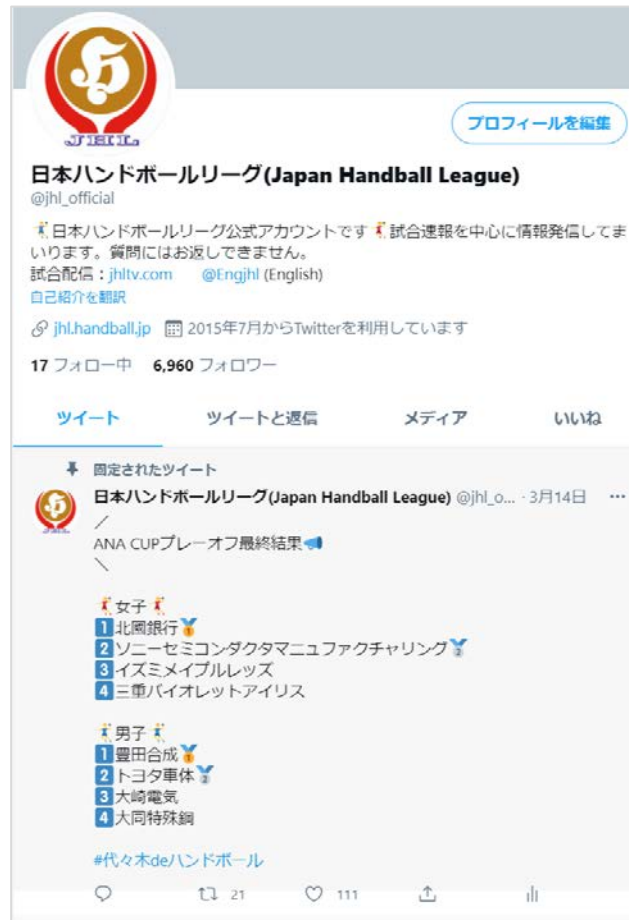 JHL
プロフィールを編集
日本ハンドボールリーグ(Japan Handball League)
@jhl_official
🤾日本ハンドボールリーグ公式アカウントです🤾試合速報を中心に情報発信してま
いります。質問にはお返しできません。
試合配信：jhltv.com @Engjhl (English)
自己紹介を翻訳
jhl.handball.jp 2015年7月からTwitterを利用しています
17 フォロー中 6,960 フォロワー
ツイート ツイートと返信 メディア いいね
固定されたツイート
日本ハンドボールリーグ(Japan Handball League) @jhl_o... · 3月14日 …
／
ANA CUPプレーオフ最終結果📣
＼
🤾女子🤾
1️⃣北國銀行🥇
2️⃣ソニーセミコンダクタマニュファクチャリング🥈
3️⃣イズミメイプルレッズ
4️⃣三重バイオレットアイリス
🤾男子🤾
1️⃣豊田合成🥇
2️⃣トヨタ車体🥈
3️⃣大崎電気
4️⃣大同特殊鋼
#代々木deハンドボール
21 111